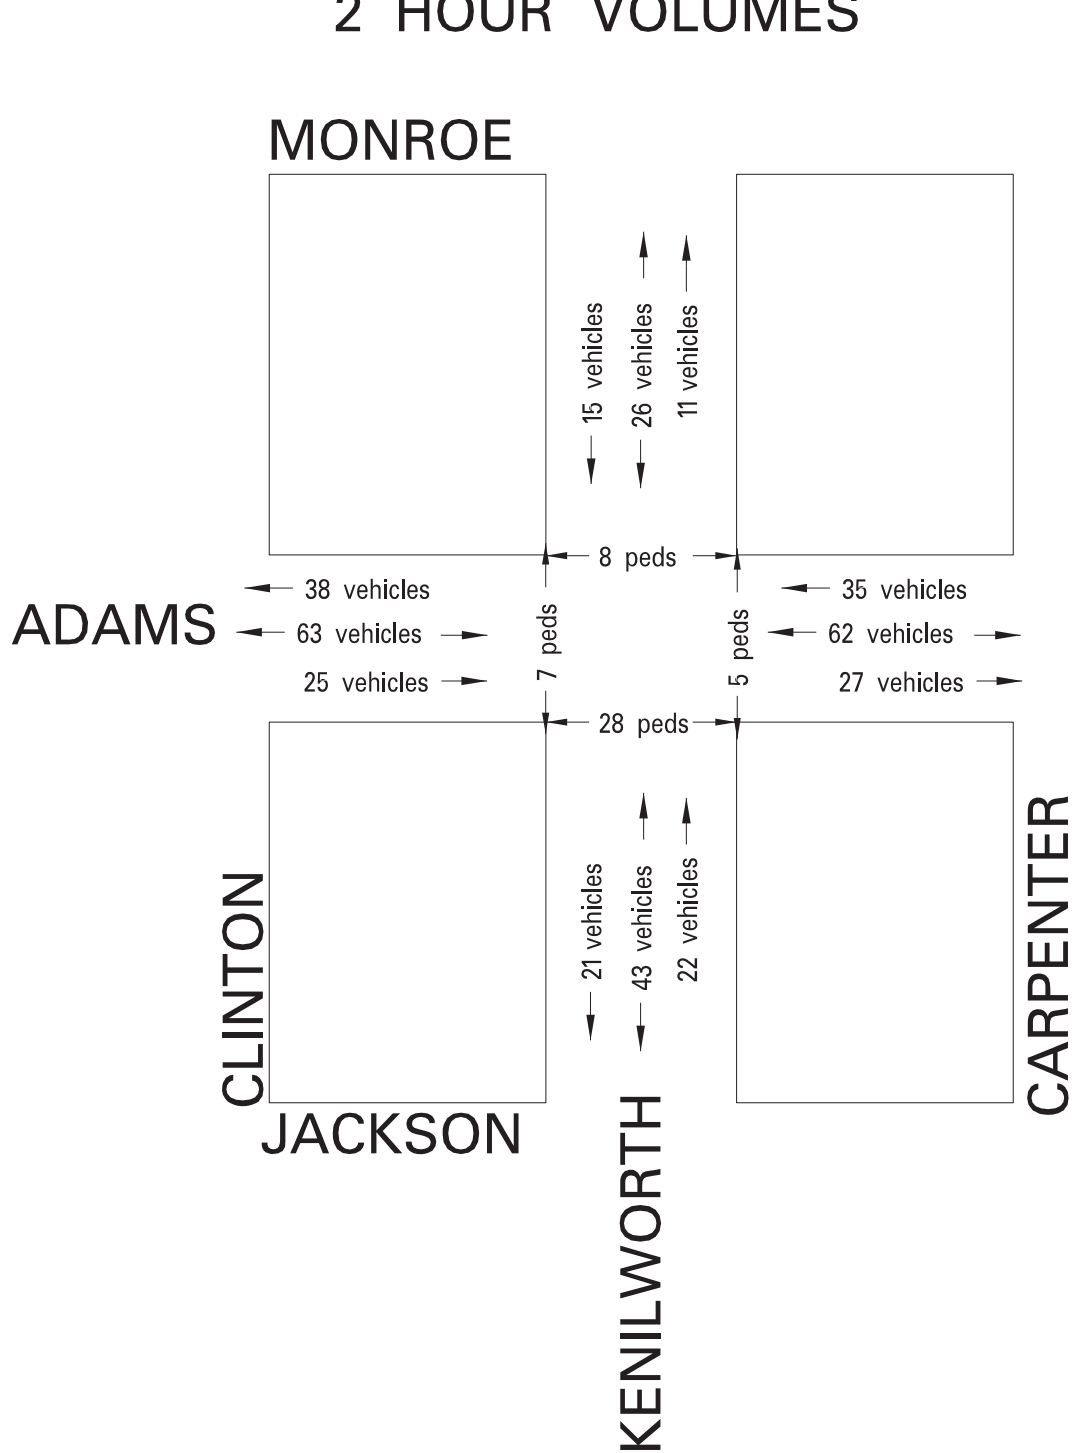 2 HOUR VOLUMES
MONROE
15 vehicles
26 vehicles
11 vehicles
8 peds
38 vehicles
35 vehicles
ADAMS
63 vehicles
7 peds
5 peds
62 vehicles
25 vehicles
27 vehicles
28 peds
21 vehicles
43 vehicles
22 vehicles
CLINTON
CARPENTER
JACKSON
KENILWORTH